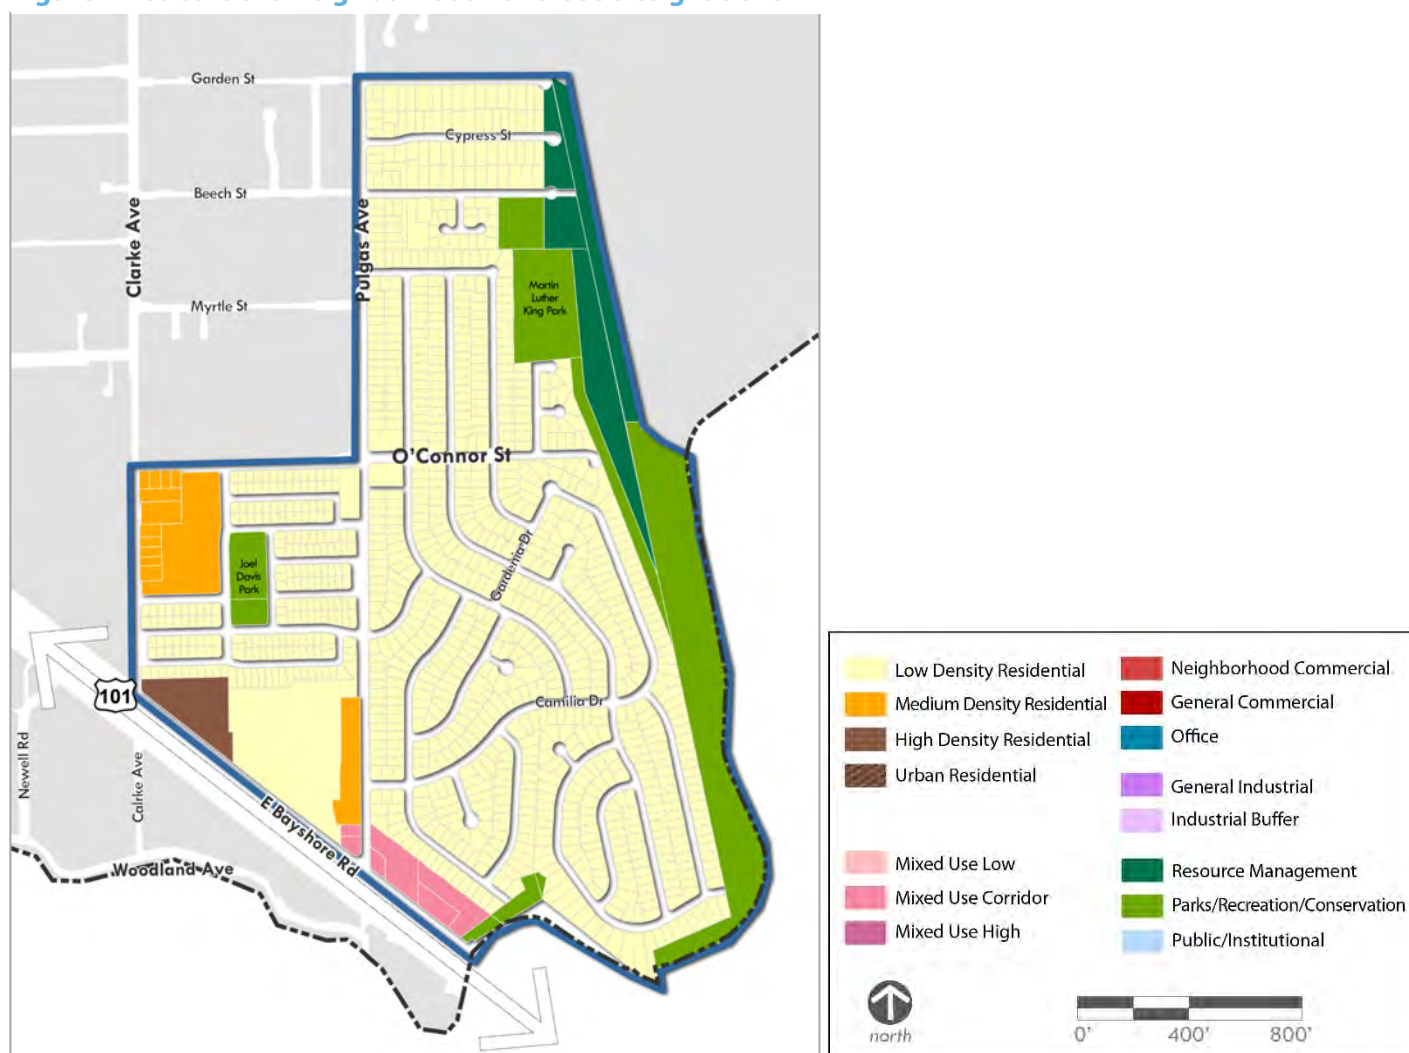 Garden St
Cypress St
Beech St
Clarke Ave
Pulgas Ave
Myrtle St
Martin
Luther
King Park
O'Connor St
Joel
Davis
Park
Gardenia Dr
101
Camilia Dr
Newell Rd
Calrke Ave
E Bayshore Rd
Woodland Ave
Low Density Residential
Medium Density Residential
High Density Residential
Urban Residential
Mixed Use Low
Mixed Use Corridor
Mixed Use High
Neighborhood Commercial
General Commercial
Office
General Industrial
Industrial Buffer
Resource Management
Parks/Recreation/Conservation
Public/Institutional
north
0'
400'
800'